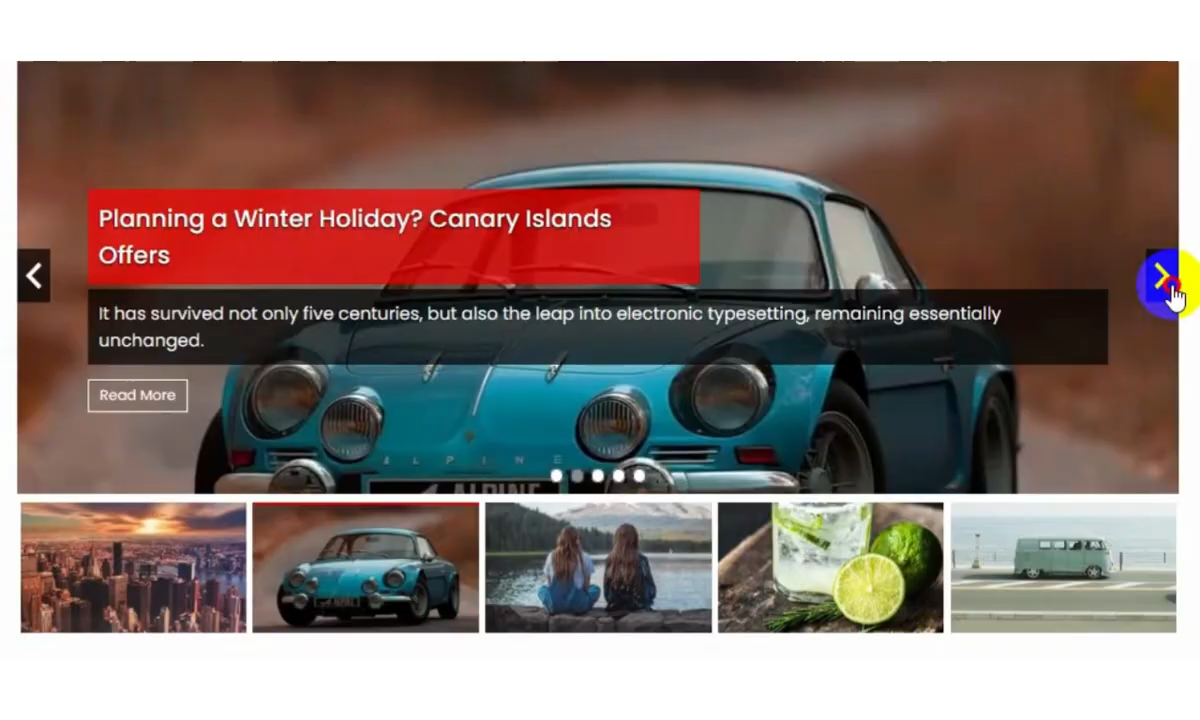 Planning a Winter Holiday? Canary Islands
Offers
It has survived not only five centuries, but also the leap into electronic typesetting, remaining essentially
unchanged.
Read More
A L P I N E
ALPINE